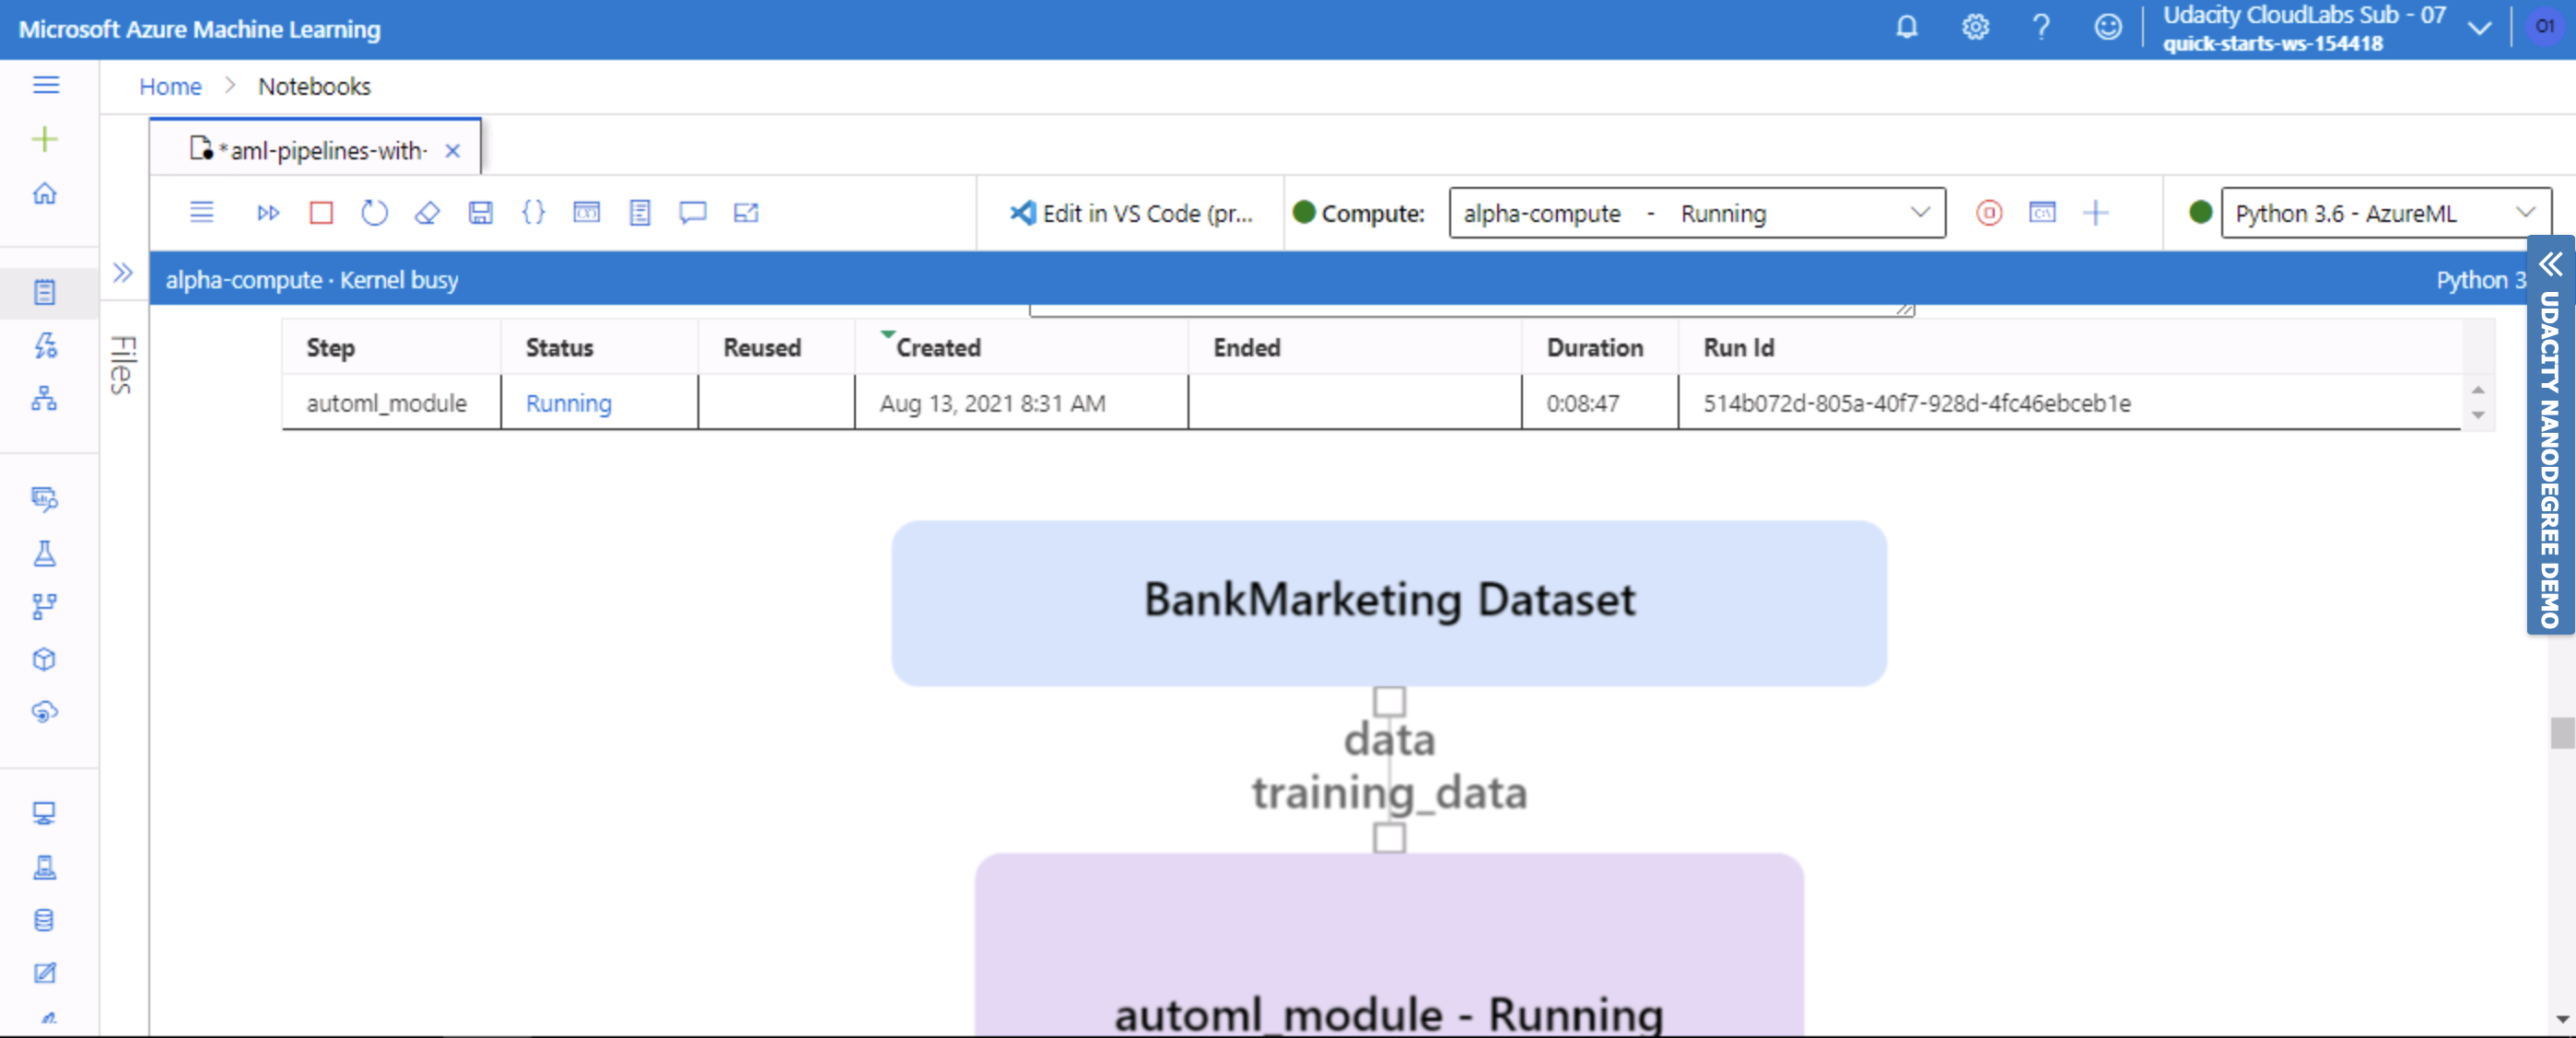 Microsoft Azure Machine Learning
Udacity CloudLabs Sub - 07
quick-starts-ws-154418
01
Home > Notebooks
*aml-pipelines-with-
Edit in VS Code (pr...
Compute:
alpha-compute - Running
Python 3.6 - AzureML
alpha-compute · Kernel busy
Python 3
Files
Step Status Reused Created Ended Duration Run Id
automl_module Running Aug 13, 2021 8:31 AM 0:08:47 514b072d-805a-40f7-928d-4fc46ebceb1e
UDACITY NANODEGREE DEMO
BankMarketing Dataset
data
training_data
automl_module - Running